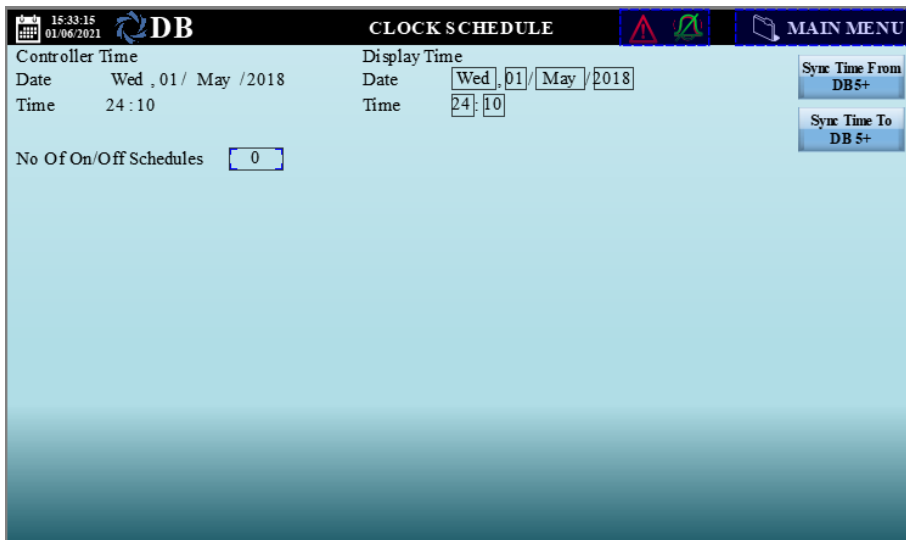 15:33:15
01/06/2021
DB
CLOCK SCHEDULE
MAIN MENU
Controller Time
Date Wed , 01 / May / 2018
Time 24 : 10
Display Time
Date Wed , 01 / May / 2018
Time 24 : 10
Sync Time From
DB5+
Sync Time To
DB 5+
No Of On/Off Schedules 0